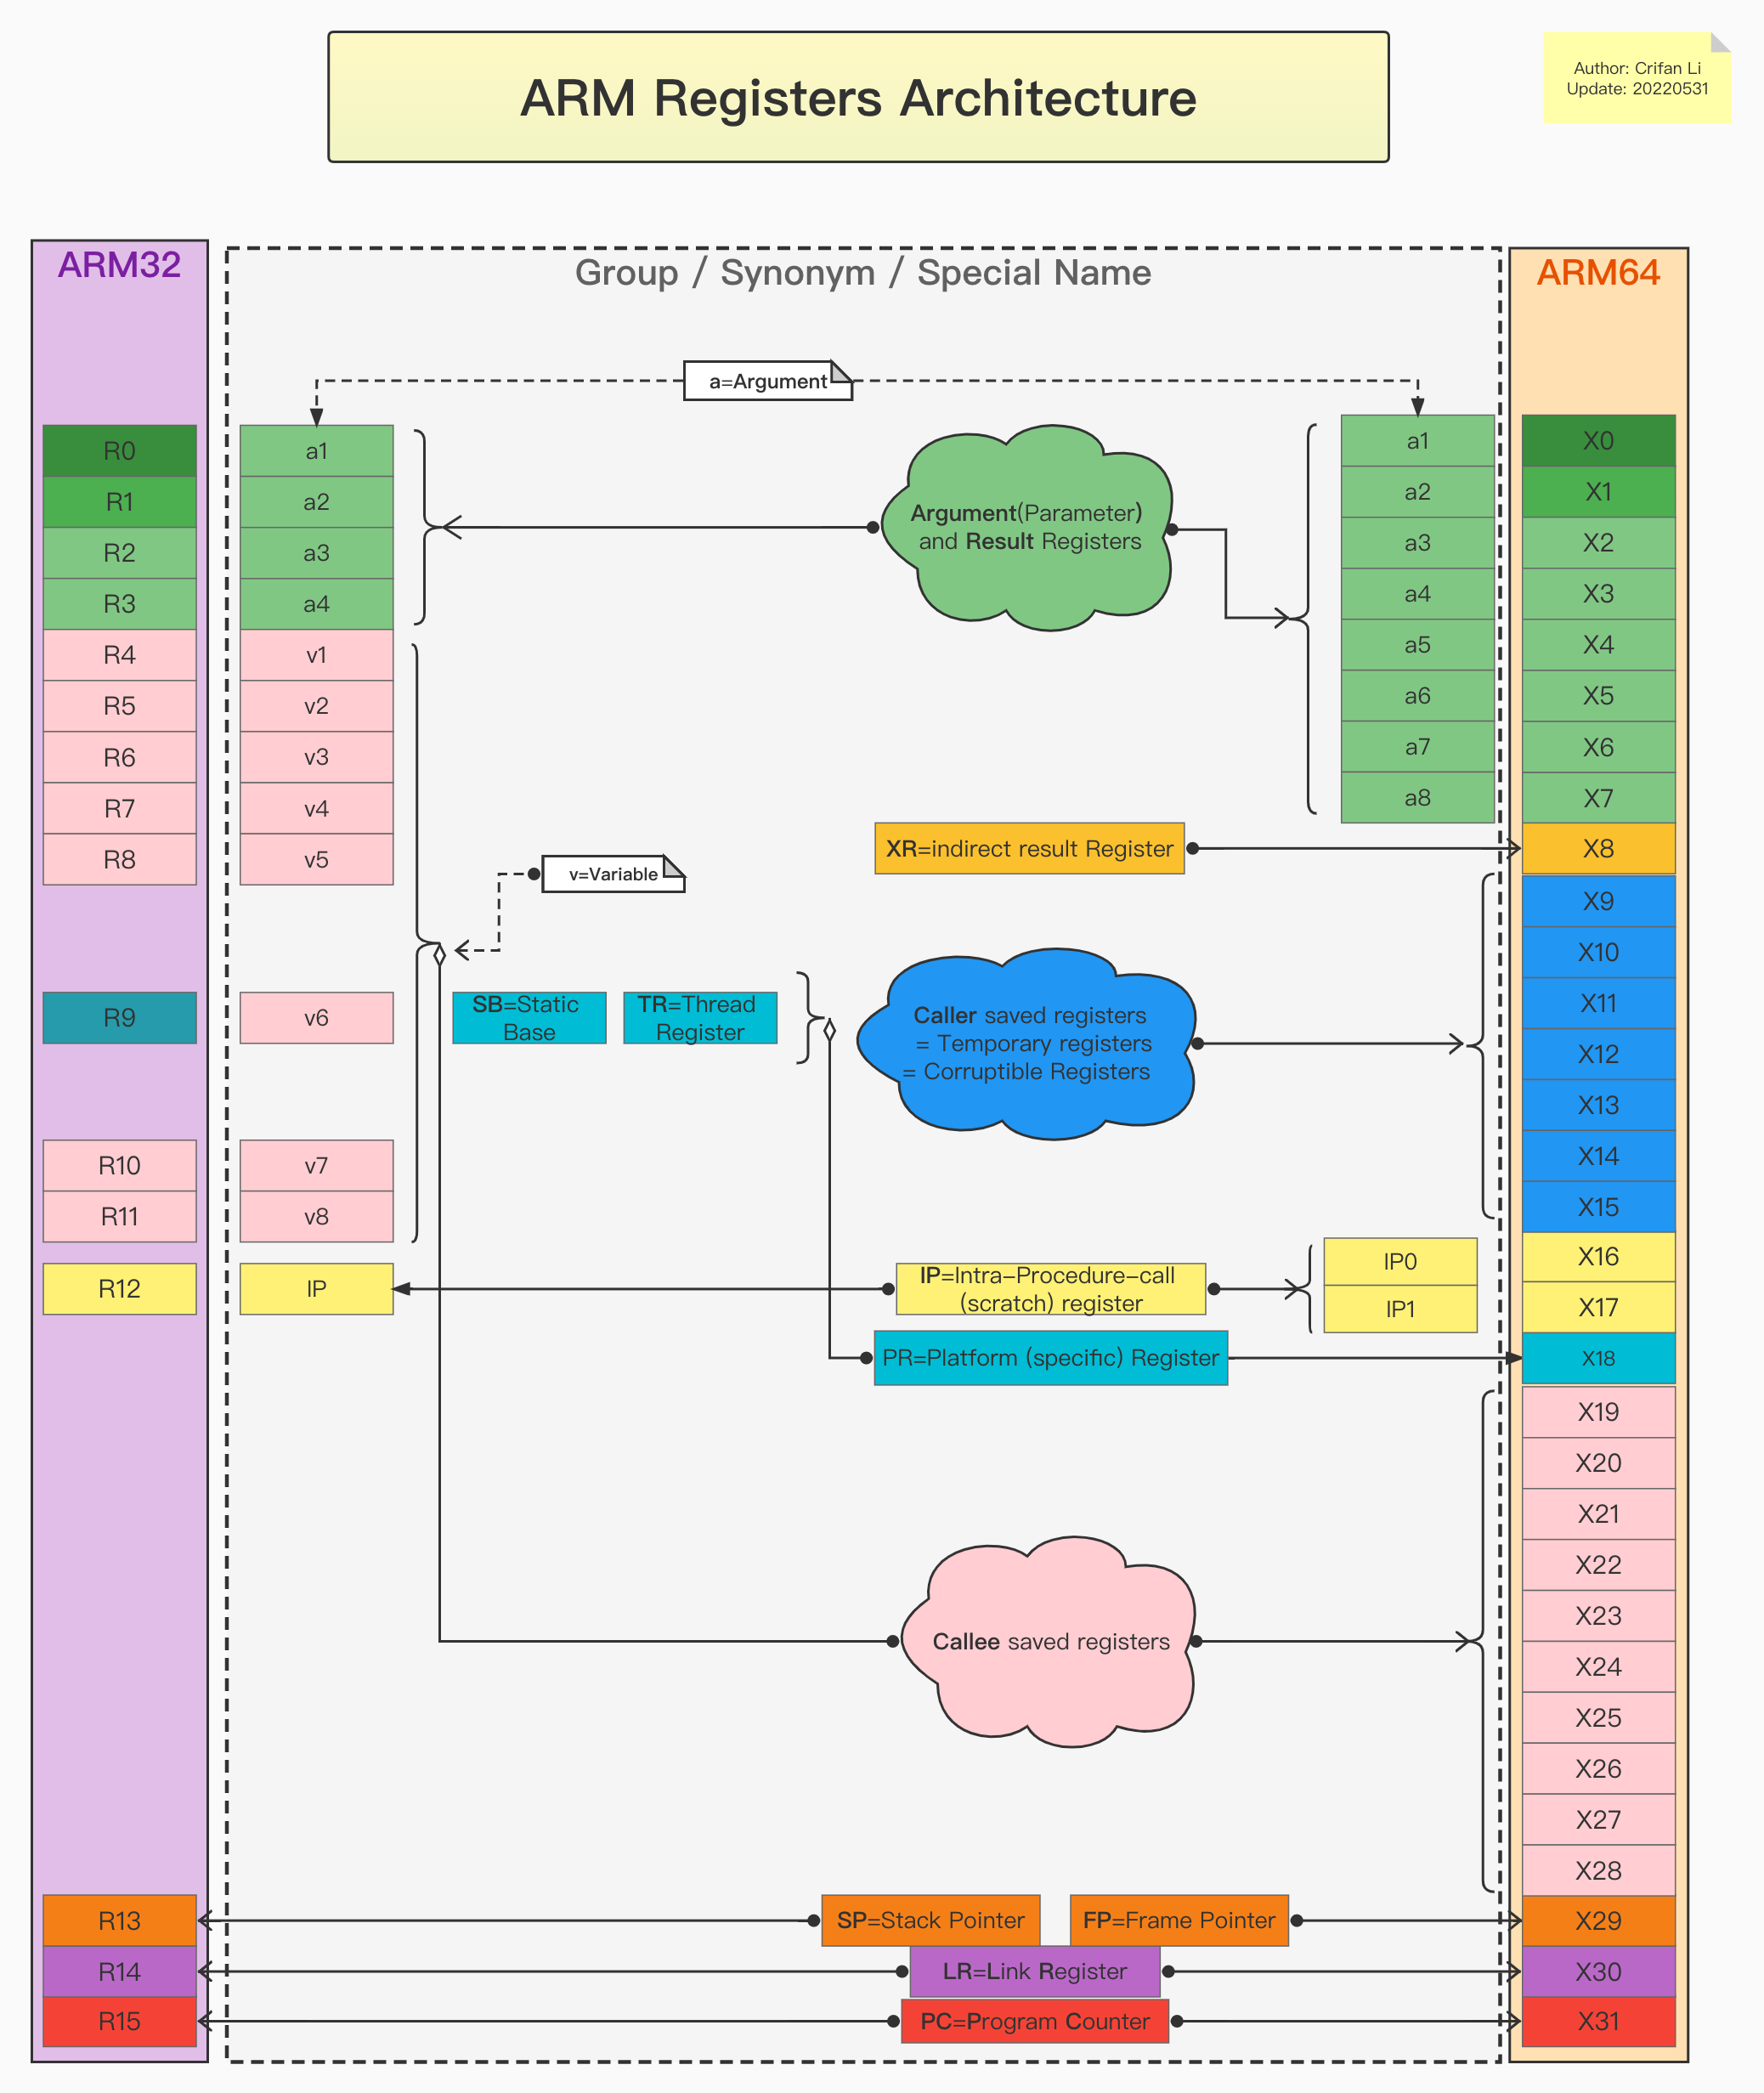 ARM Registers Architecture
Author: Crifan Li
Update: 20220531
ARM32
Group / Synonym / Special Name
ARM64
a=Argument
R0
R1
R2
R3
R4
R5
R6
R7
R8
R9
R10
R11
R12
R13
R14
R15
a1
a2
a3
a4
v1
v2
v3
v4
v5
v6
v7
v8
IP
v=Variable
SB=Static
Base
TR=Thread
Register
Argument(Parameter)
and Result Registers
XR=indirect result Register
Caller saved registers
= Temporary registers
= Corruptible Registers
IP=Intra-Procedure-call
(scratch) register
PR=Platform (specific) Register
Callee saved registers
SP=Stack Pointer
FP=Frame Pointer
LR=Link Register
PC=Program Counter
a1
a2
a3
a4
a5
a6
a7
a8
IP0
IP1
X0
X1
X2
X3
X4
X5
X6
X7
X8
X9
X10
X11
X12
X13
X14
X15
X16
X17
X18
X19
X20
X21
X22
X23
X24
X25
X26
X27
X28
X29
X30
X31